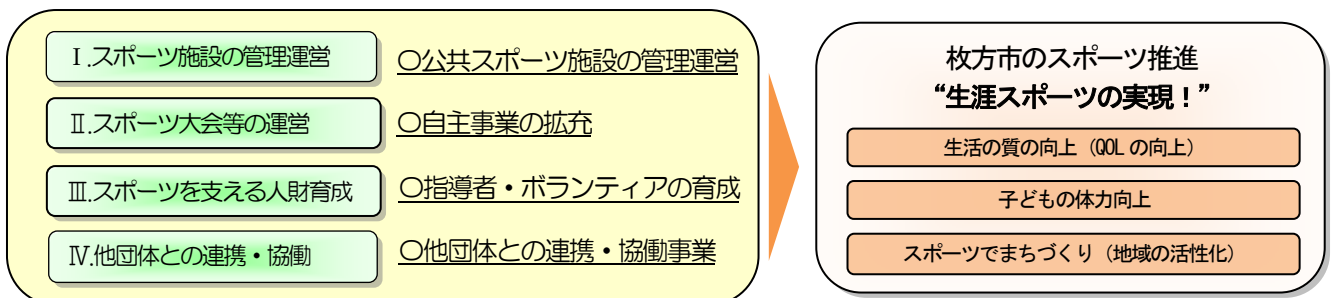 Ⅰ.スポーツ施設の管理運営
〇公共スポーツ施設の管理運営
Ⅱ.スポーツ大会等の運営
〇自主事業の拡充
Ⅲ.スポーツを支える人財育成
〇指導者・ボランティアの育成
Ⅳ.他団体との連携・協働
〇他団体との連携・協働事業
枚方市のスポーツ推進
“生涯スポーツの実現！”
生活の質の向上（QOL の向上）
子どもの体力向上
スポーツでまちづくり（地域の活性化）